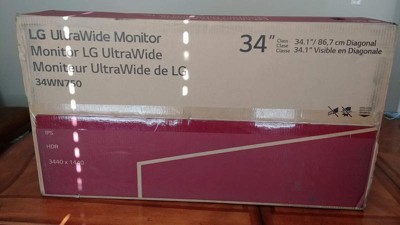 LG UltraWide Monitor
Monitor LG UltraWide
Moniteur UltraWide de LG
34WN750
34" Class 34.1"/ 86,7 cm Diagonal
Clase
Classe 34.1" Visible en Diagonale
IPS
HDR
3440 x 1440